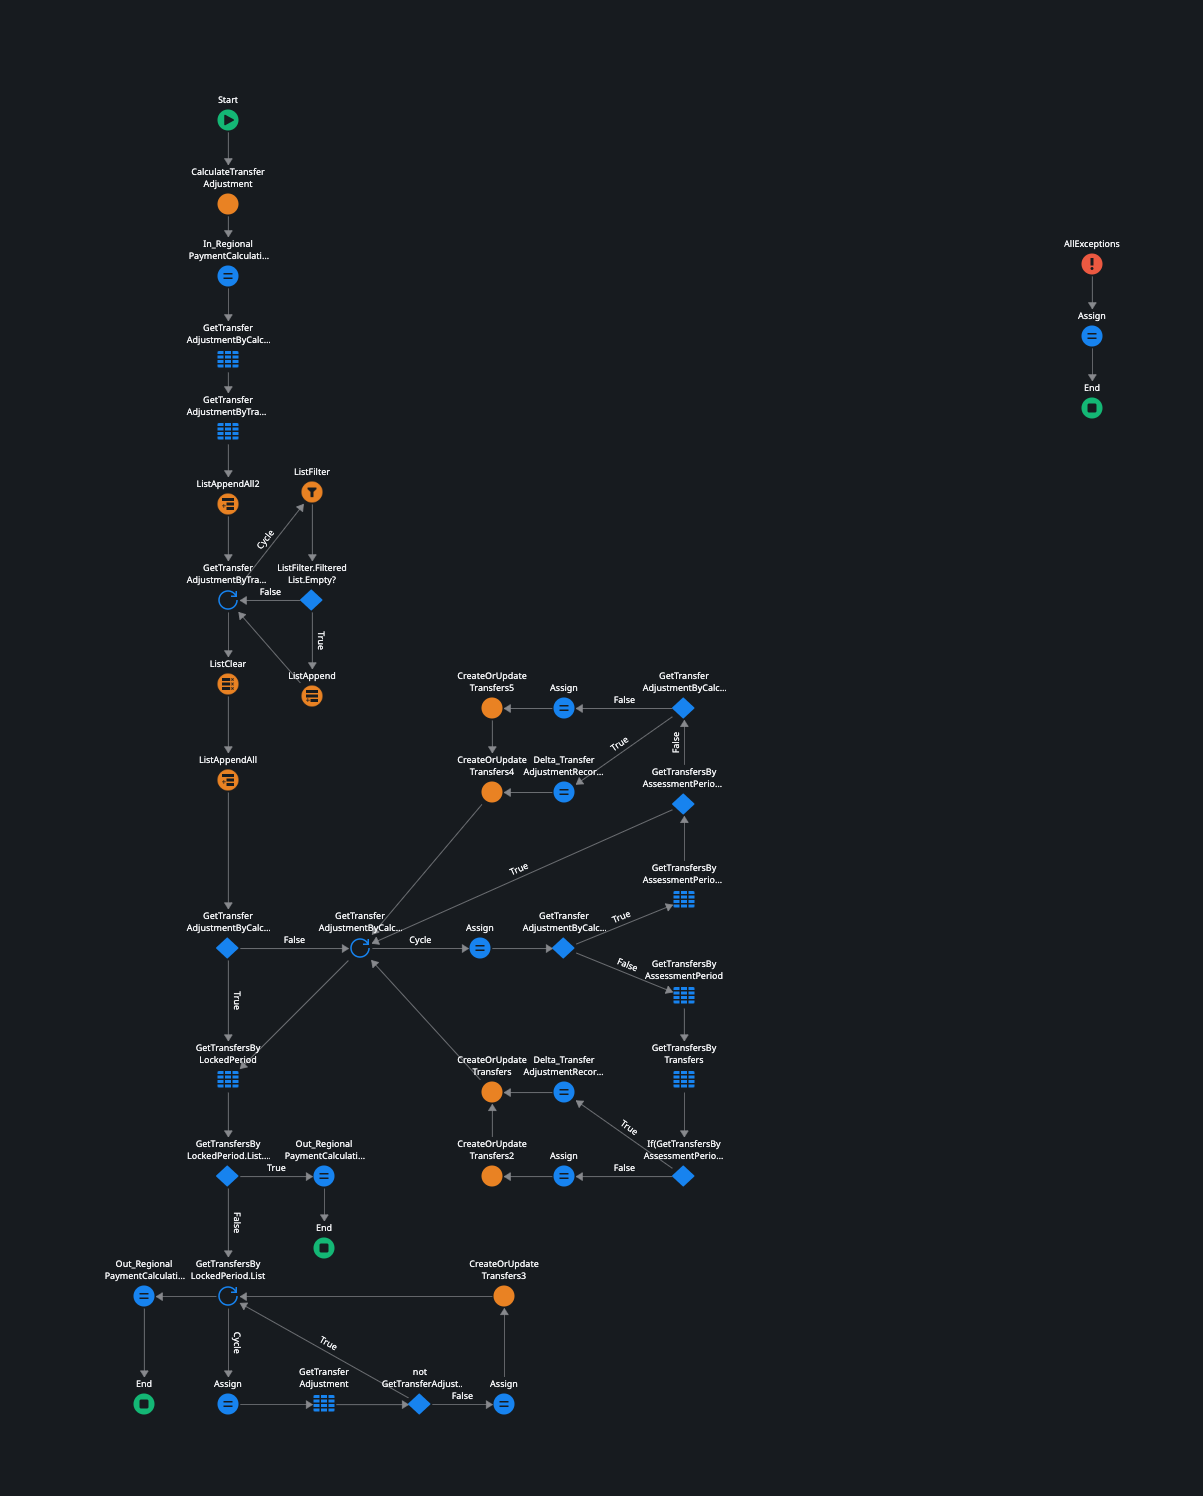 Start
CalculateTransfer
Adjustment
In_Regional
PaymentCalculati...
GetTransfer
AdjustmentByCalc...
GetTransfer
AdjustmentByTra...
ListAppendAll2
ListFilter
Cycle
GetTransfer
AdjustmentByTra...
ListFilter.Filtered
List.Empty?
False
True
ListClear
ListAppend
ListAppendAll
CreateOrUpdate
Transfers5
Assign
False
GetTransfer
AdjustmentByCalc...
True
False
CreateOrUpdate
Transfers4
Delta_Transfer
AdjustmentRecor...
GetTransfersBy
AssessmentPerio...
True
GetTransfersBy
AssessmentPerio...
GetTransfer
AdjustmentByCalc...
False
GetTransfer
AdjustmentByCalc...
Cycle
Assign
GetTransfer
AdjustmentByCalc...
True
False
GetTransfersBy
AssessmentPeriod
True
GetTransfersBy
LockedPeriod
CreateOrUpdate
Transfers
Delta_Transfer
AdjustmentRecor...
GetTransfersBy
Transfers
True
GetTransfersBy
LockedPeriod.List....
True
Out_Regional
PaymentCalculati...
CreateOrUpdate
Transfers2
Assign
False
If(GetTransfersBy
AssessmentPerio...
False
End
Out_Regional
PaymentCalculati...
GetTransfersBy
LockedPeriod.List
CreateOrUpdate
Transfers3
Cycle
True
End
Assign
GetTransfer
Adjustment
not
GetTransferAdjust..
False
Assign
AllExceptions
Assign
End